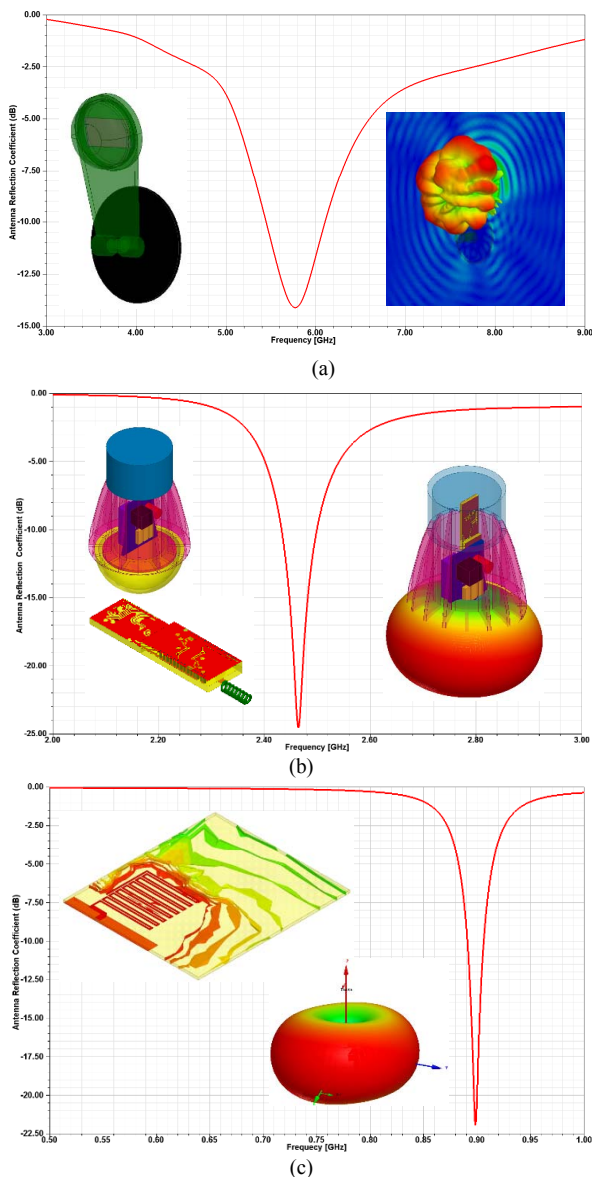 0.00
-2.50
-5.00
-7.50
-10.00
-12.50
-15.00
Antenna Reflection Coefficient (dB)
3.00 4.00 5.00 6.00 7.00 8.00 9.00
Frequency [GHz]
(a)
0.00
-5.00
-10.00
-15.00
-20.00
-25.00
Antenna Reflection Coefficient (dB)
2.00 2.20 2.40 2.60 2.80 3.00
Frequency [GHz]
(b)
0.00
-2.50
-5.00
-7.50
-10.00
-12.50
-15.00
-17.50
-20.00
-22.50
Antenna Reflection Coefficient (dB)
0.50 0.55 0.60 0.65 0.71 0.75 0.82 0.85 0.90 0.95 1.00
Frequecy [GHz]
(c)